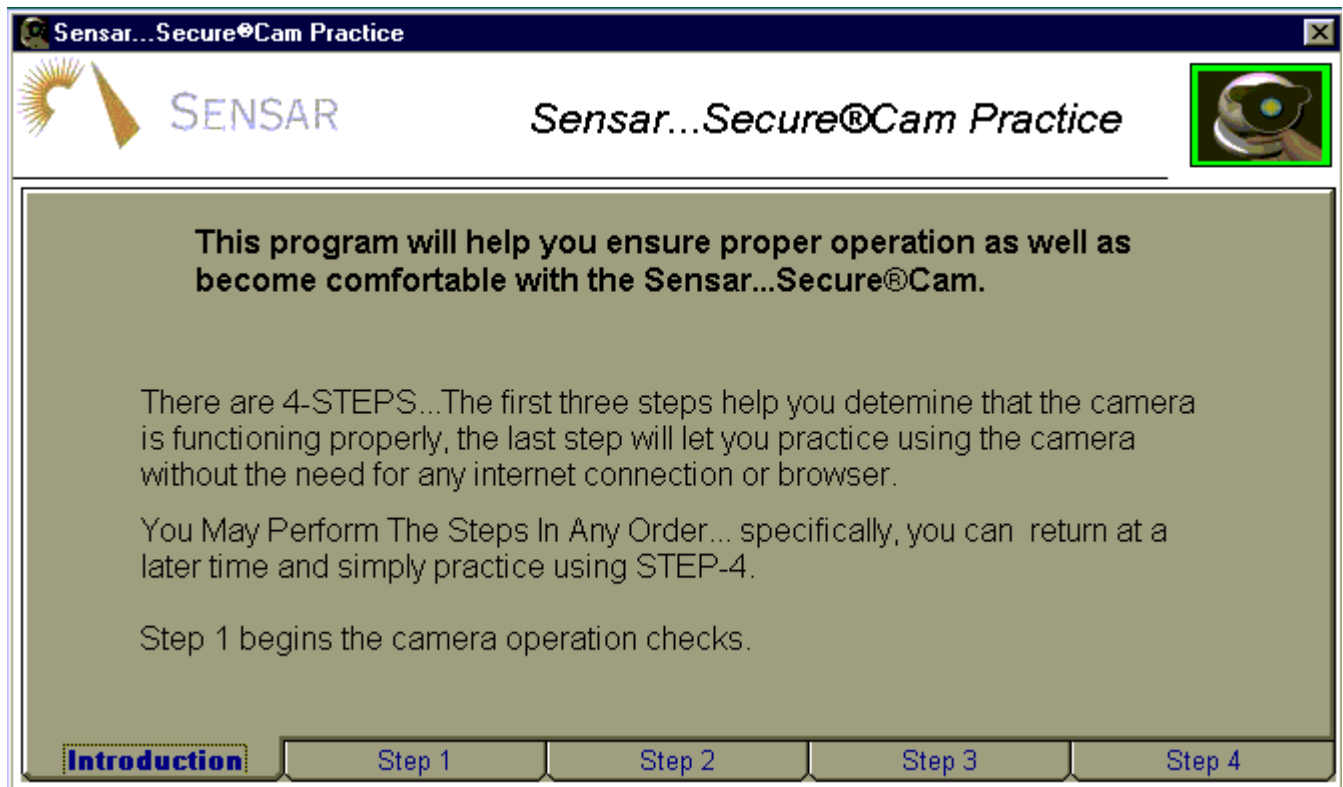 Sensar...Secure®Cam Practice
SENSAR
Sensar...Secure®Cam Practice
This program will help you ensure proper operation as well as
become comfortable with the Sensar...Secure®Cam.
There are 4-STEPS...The first three steps help you detemine that the camera
is functioning properly, the last step will let you practice using the camera
without the need for any internet connection or browser.
You May Perform The Steps In Any Order... specifically, you can return at a
later time and simply practice using STEP-4.
Step 1 begins the camera operation checks.
Introduction Step 1 Step 2 Step 3 Step 4